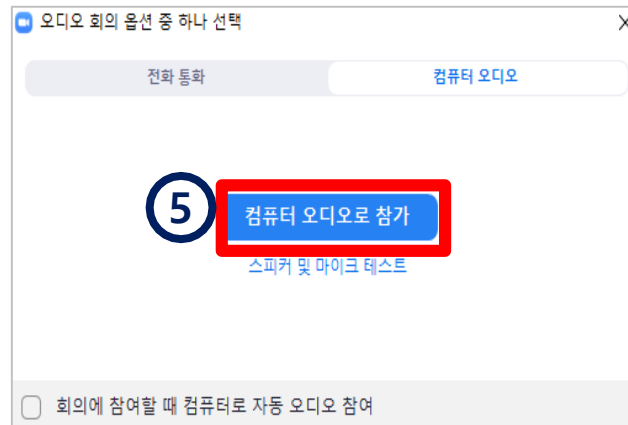 오디오 회의 옵션 중 하나 선택
전화 통화
컴퓨터 오디오
5
컴퓨터 오디오로 참가
스피커 및 마이크 테스트
회의에 참여할 때 컴퓨터로 자동 오디오 참여